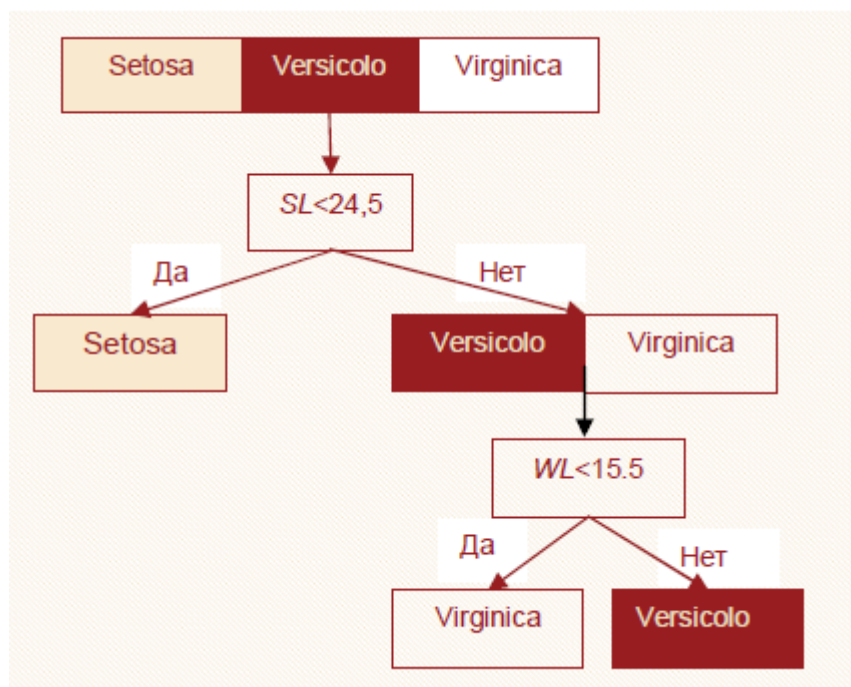 Setosa Versicolo Virginica
SL<24,5
Да Нет
Setosa Versicolo Virginica
WL<15.5
Да Нет
Virginica Versicolo